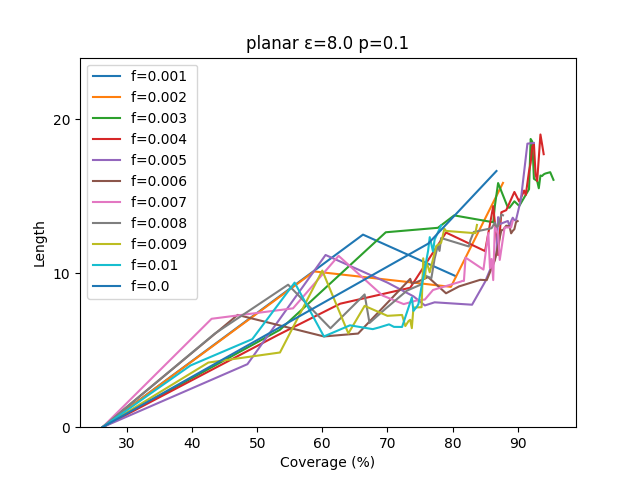 planar ε=8.0 p=0.1
f=0.001
f=0.002
f=0.003
f=0.004
f=0.005
f=0.006
f=0.007
f=0.008
f=0.009
f=0.01
f=0.0
20
10
0
Length
30 40 50 60 70 80 90
Coverage (%)